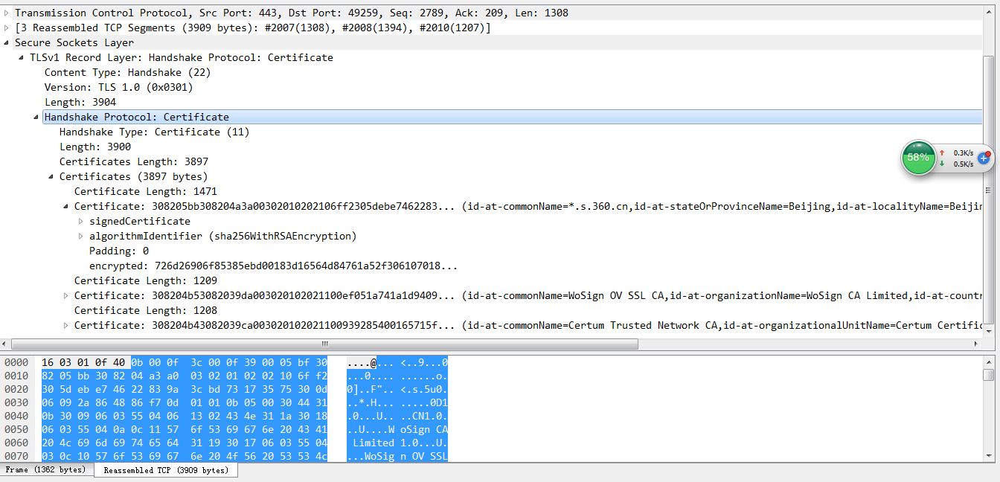 Transmission Control Protocol, Src Port: 443, Dst Port: 49259, Seq: 2789, Ack: 209, Len: 1308
[3 Reassembled TCP Segments (3909 bytes): #2007(1308), #2008(1394), #2010(1207)]
Secure Sockets Layer
TLSv1 Record Layer: Handshake Protocol: Certificate
Content Type: Handshake (22)
Version: TLS 1.0 (0x0301)
Length: 3904
Handshake Protocol: Certificate
Handshake Type: Certificate (11)
Length: 3900
Certificates Length: 3897
Certificates (3897 bytes)
Certificate Length: 1471
Certificate: 308205bb308204a3a00302010202106ff2305debe7462283... (id-at-commonName=*.s.360.cn,id-at-stateOrProvinceName=Beijing,id-at-localityName=Beijin
signedCertificate
algorithmIdentifier (sha256WithRSAEncryption)
Padding: 0
encrypted: 726d26906f85385ebd00183d16564d84761a52f306107018...
Certificate Length: 1209
Certificate: 308204b53082039da003020102021100ef051a741a1d9409... (id-at-commonName=WoSign OV SSL CA,id-at-organizationName=WoSign CA Limited,id-at-countr
Certificate Length: 1208
Certificate: 308204b43082039ca00302010202110093928540016571​5f... (id-at-commonName=Certum Trusted Network CA,id-at-organizationalUnitName=Certum Certific
58%
0.3K/s
0.5K/s
0000 16 03 01 0f 40 0b 00 0f 3c 00 0f 39 00 05 bf 30 ....@... <..9...0
0010 82 05 bb 30 82 04 a3 a0 03 02 01 02 02 10 6f f2 ...0.... ......o.
0020 30 5d eb e7 46 22 83 9a 3c bd 73 17 35 75 30 0d 0]..F".. <.s.5u0.
0030 06 09 2a 86 48 86 f7 0d 01 01 0b 05 00 30 44 31 ..*.H... .....0D1
0040 0b 30 09 06 03 55 04 06 13 02 43 4e 31 1a 30 18 .0...U.. ..CN1.0.
0050 06 03 55 04 0a 0c 11 57 6f 53 69 67 6e 20 43 41 ..U....W oSign CA
0060 20 4c 69 6d 69 74 65 64 31 19 30 17 06 03 55 04 Limited 1.0...U.
0070 03 0c 10 57 6f 53 69 67 6e 20 4f 56 20 53 53 4c ...WoSig n OV SSL
Frame (1362 bytes)
Reassembled TCP (3909 bytes)